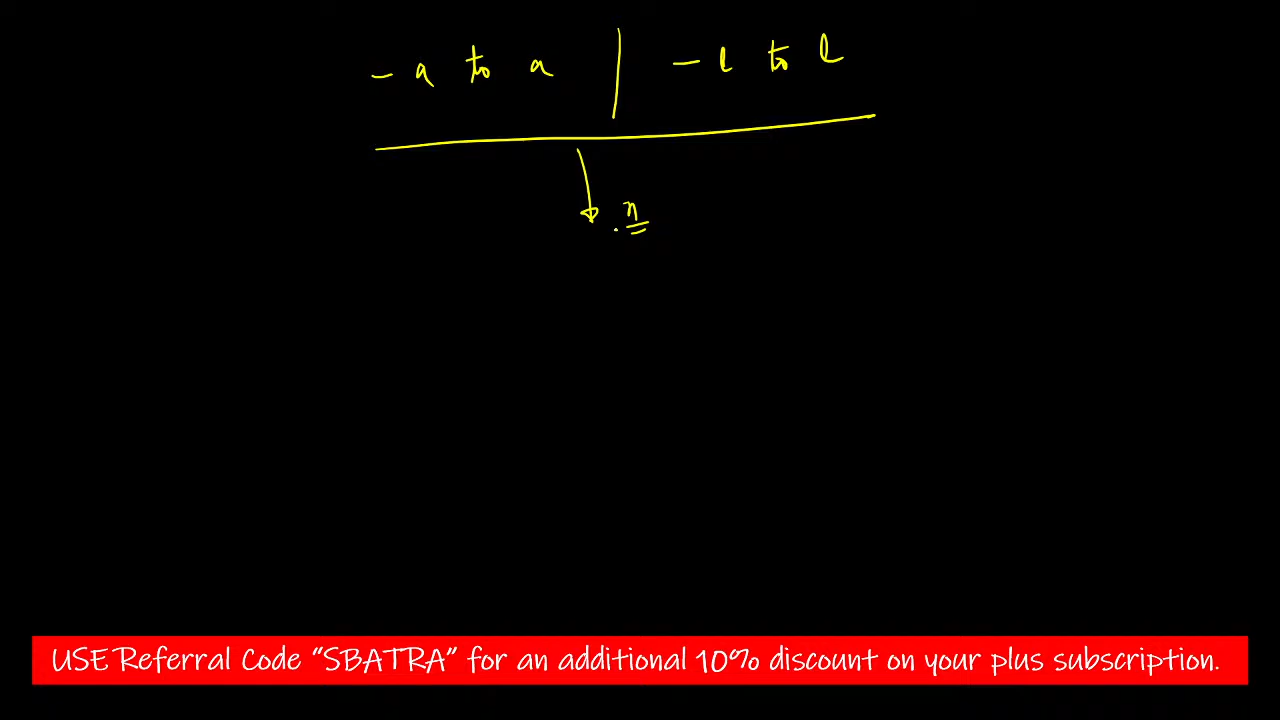 - a to a | - l to l
n
USE Referral Code “SBATRA” for an additional 10% discount on your plus subscription.